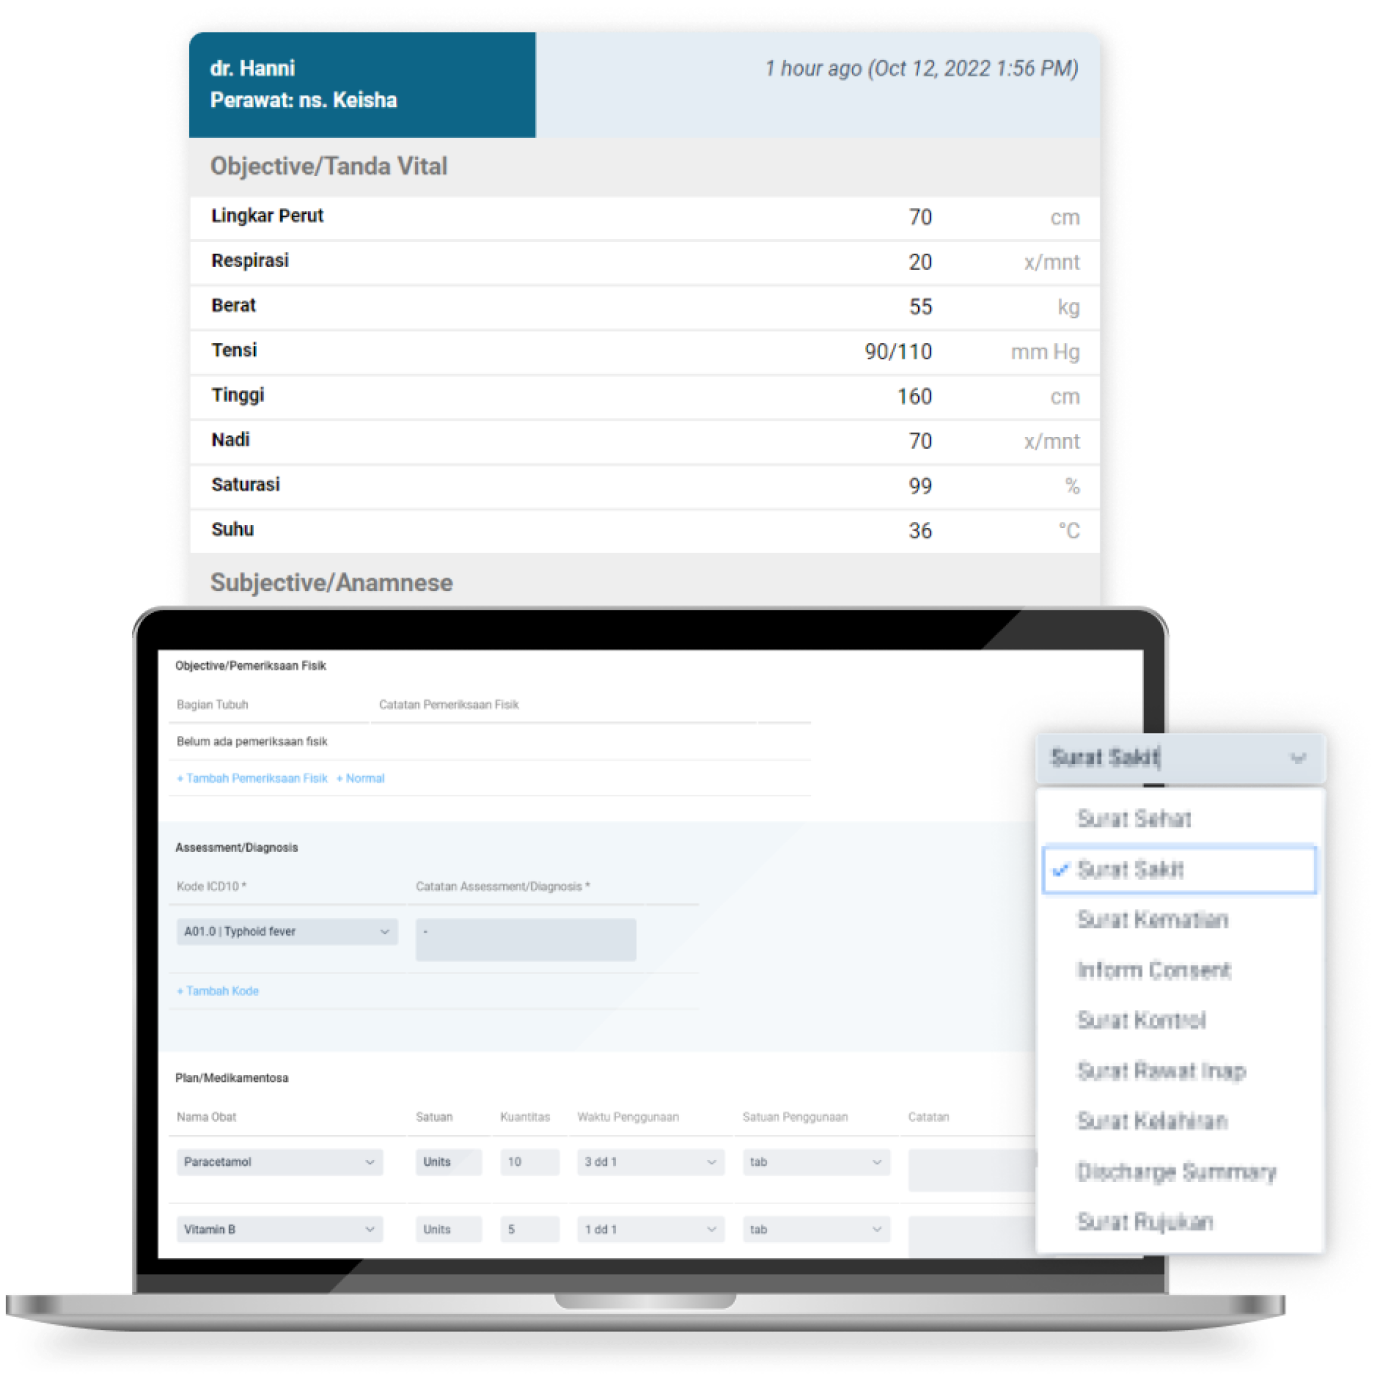 dr. Hanni
Perawat: ns. Keisha
1 hour ago (Oct 12, 2022 1:56 PM)
Objective/Tanda Vital
Lingkar Perut 70 cm
Respirasi 20 x/mnt
Berat 55 kg
Tensi 90/110 mm Hg
Tinggi 160 cm
Nadi 70 x/mnt
Saturasi 99 %
Suhu 36 °C
Subjective/Anamnese
Objective/Pemeriksaan Fisik
Bagian Tubuh Catatan Pemeriksaan Fisik
Belum ada pemeriksaan fisik
+ Tambah Pemeriksaan Fisik + Normal
Assessment/Diagnosis
Kode ICD10 * Catatan Assessment/Diagnosis *
A01.0 | Typhoid fever -
+ Tambah Kode
Plan/Medikamentosa
Nama Obat Satuan Kuantitas Waktu Penggunaan Satuan Penggunaan Catatan
Paracetamol Units 10 3 dd 1 tab
Vitamin B Units 5 1 dd 1 tab
Surat Sakit
Surat Sehat
Surat Sakit
Surat Kematian
Inform Consent
Surat Kontrol
Surat Rawat Inap
Surat Kelahiran
Discharge Summary
Surat Rujukan